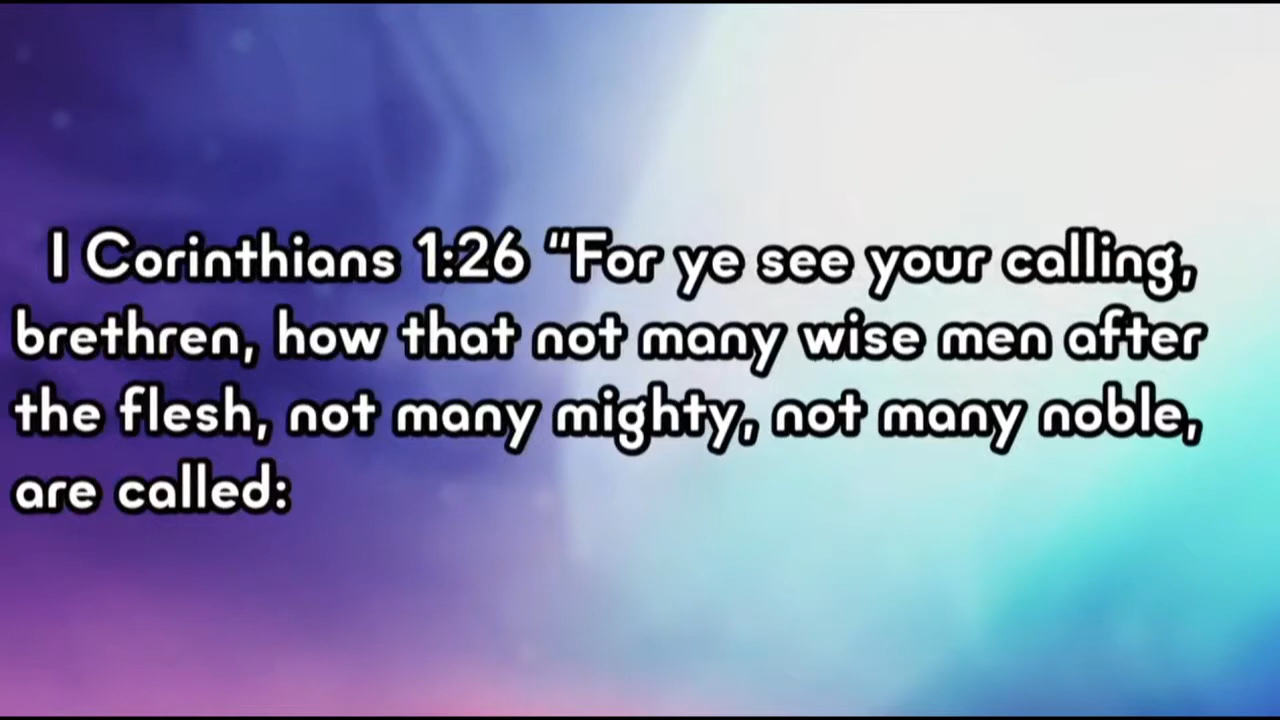 I Corinthians 1:26 “For ye see your calling,
brethren, how that not many wise men after
the flesh, not many mighty, not many noble,
are called: